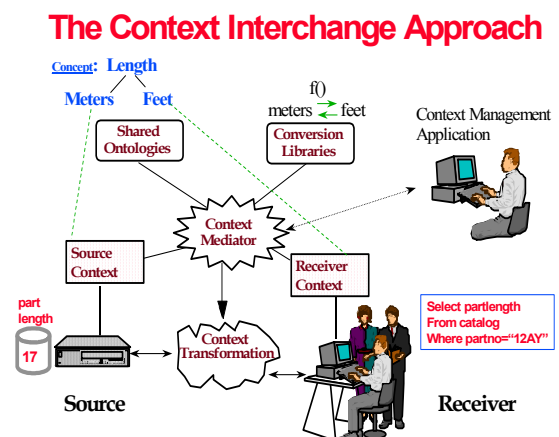 The Context Interchange Approach
Concept: Length
Meters Feet
f()
meters feet
Shared
Ontologies
Conversion
Libraries
Context Management
Application
Context
Mediator
Source
Context
Receiver
Context
part
length
17
Context
Transformation
Select partlength
From catalog
Where partno="12AY"
Source
Receiver